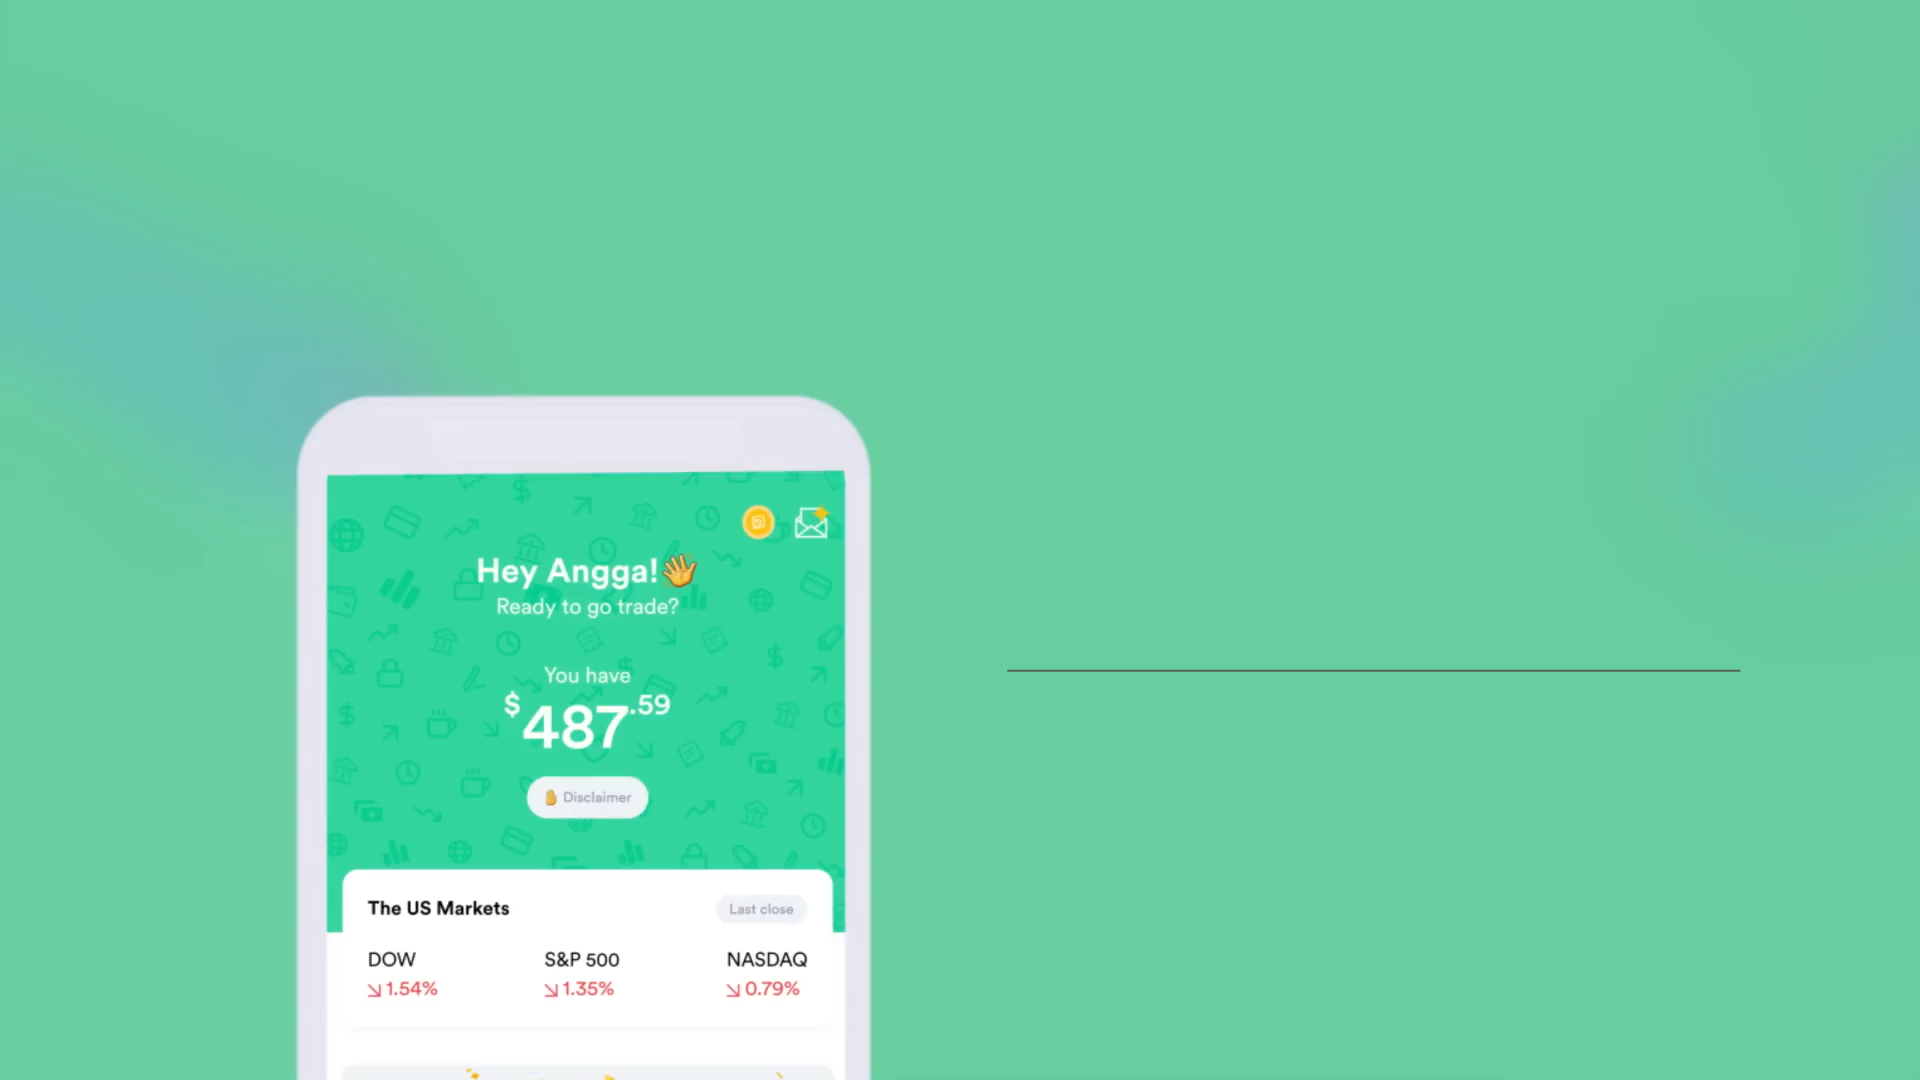 Hey Angga!👋
Ready to go trade?
You have
$487.59
Disclaimer
The US Markets
Last close
DOW
S&P 500
NASDAQ
↘1.54%
↘1.35%
↘0.79%